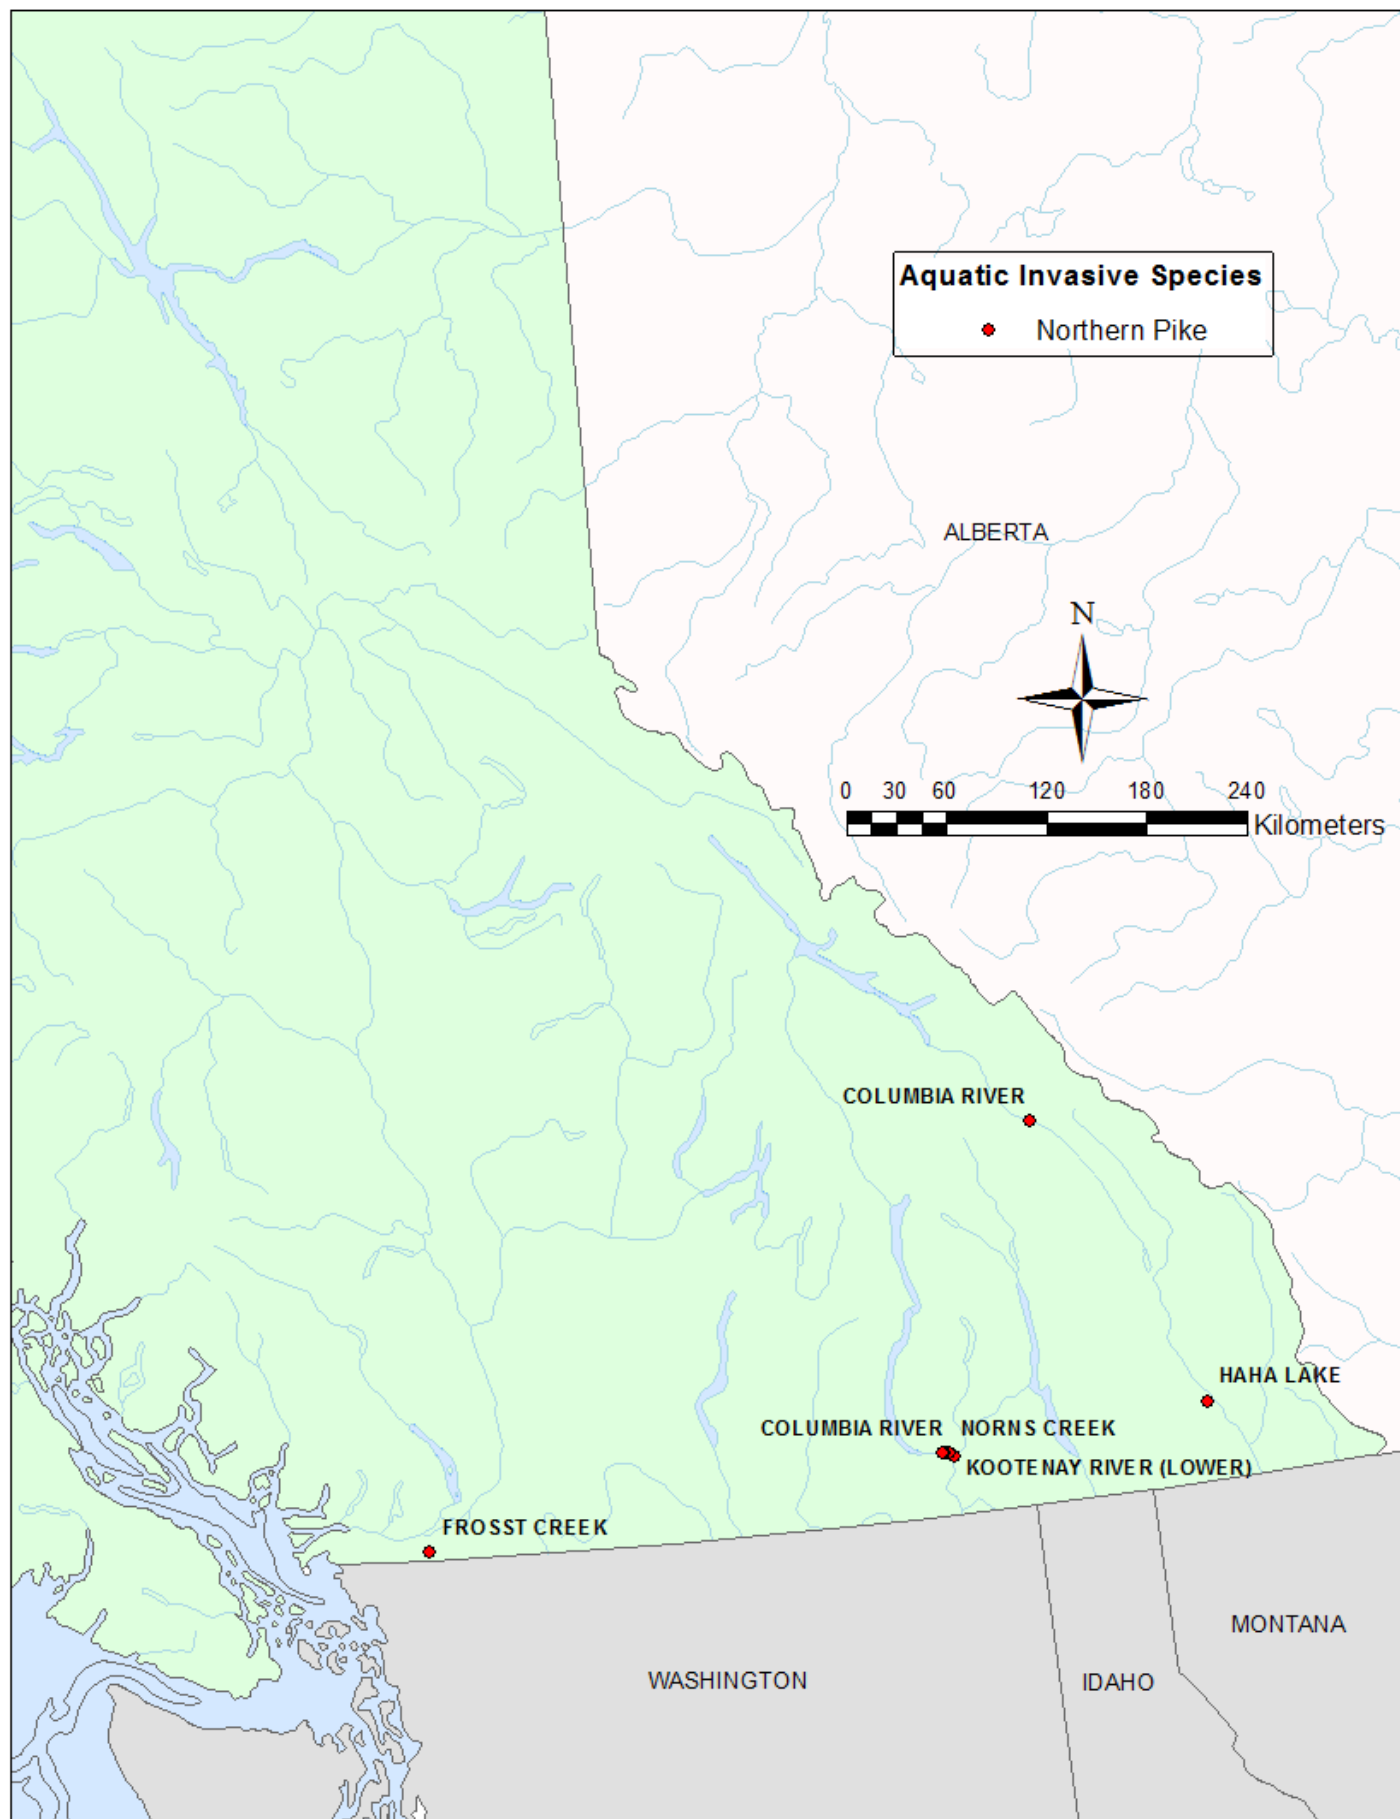 Aquatic Invasive Species
Northern Pike
ALBERTA
N
0 30 60 120 180 240
Kilometers
COLUMBIA RIVER
HAHA LAKE
COLUMBIA RIVER NORNS CREEK
KOOTENAY RIVER (LOWER)
FROSST CREEK
MONTANA
WASHINGTON
IDAHO